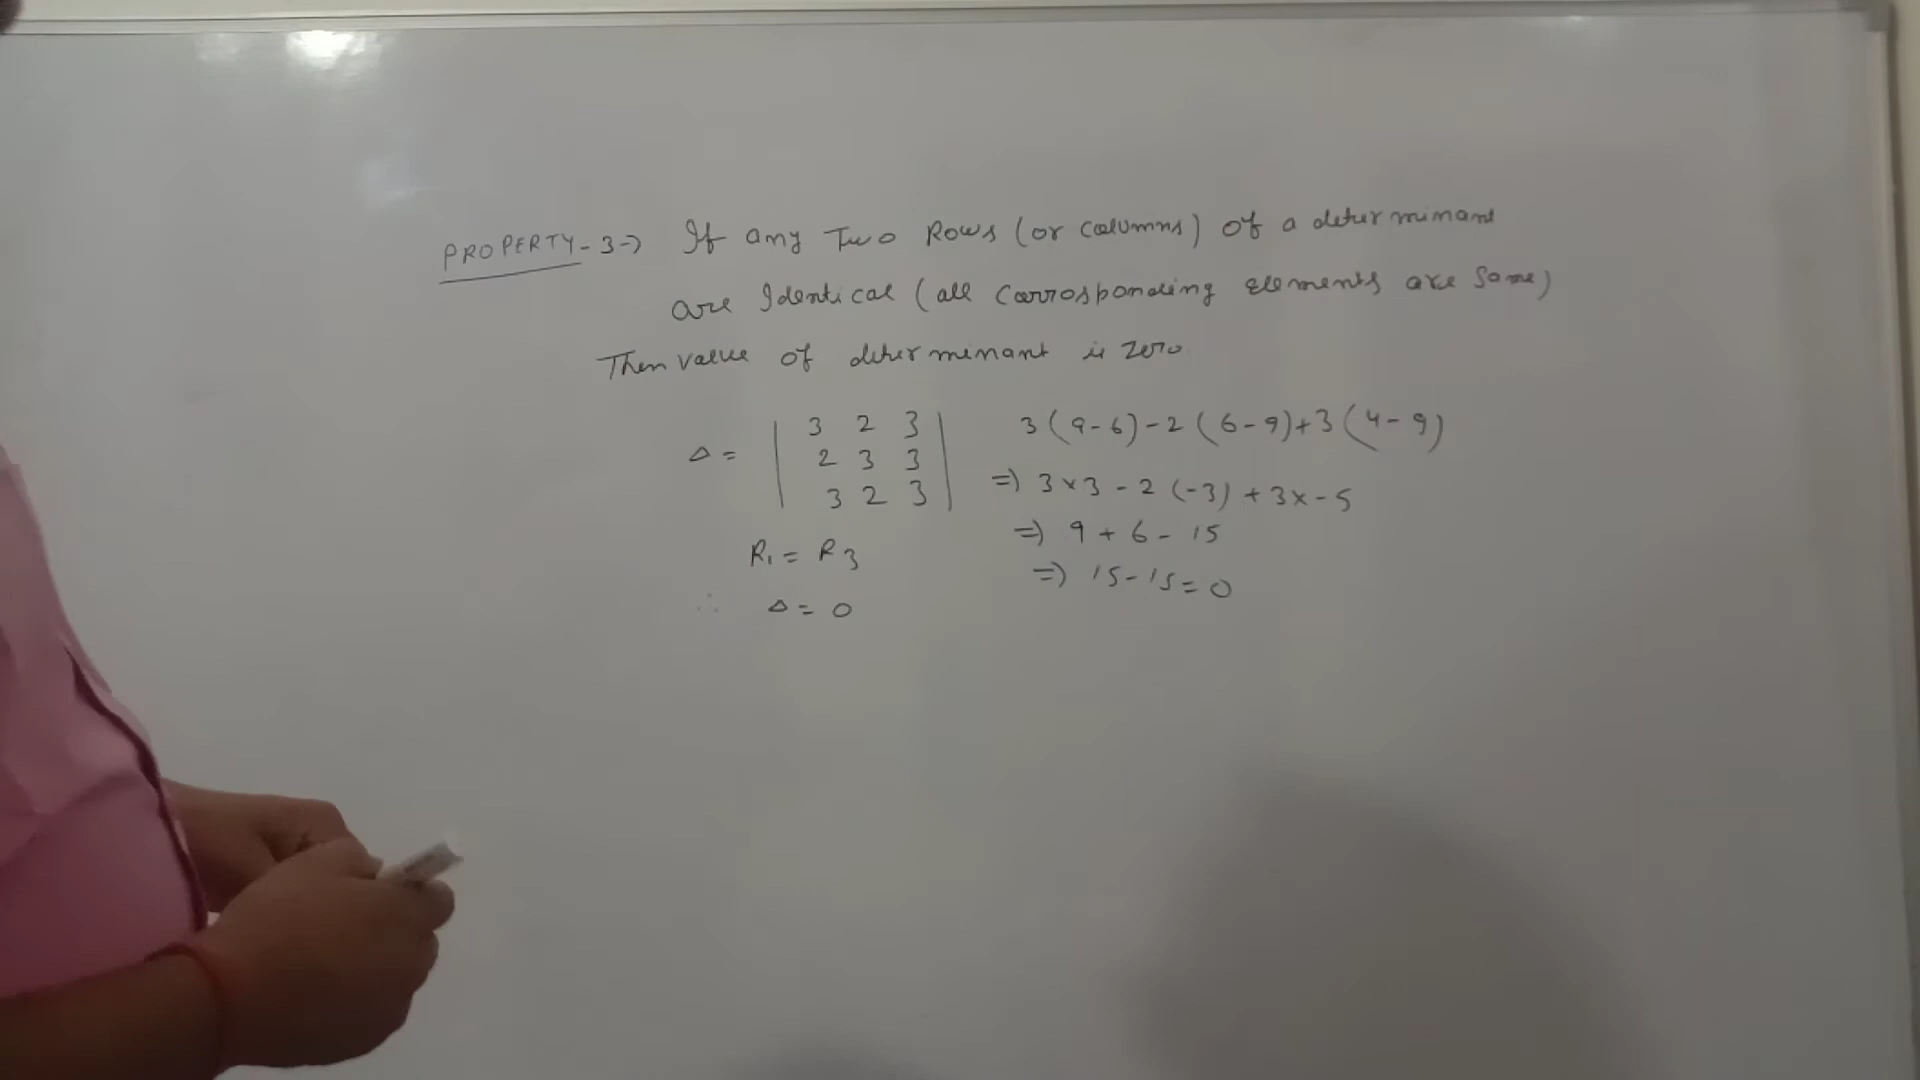 PROPERTY-3→ If any Two Rows (or columns) of a determinant
are Identical (all Carrosponding elements are Same)
Then value of determinant is zero
Δ = | 3 2 3 |
| 2 3 3 |
| 3 2 3 |
R₁ = R₃
∴ Δ = 0
3(9-6)-2(6-9)+3(4-9)
⇒ 3×3-2(-3)+3×-5
⇒ 9+6-15
⇒ 15-15=0